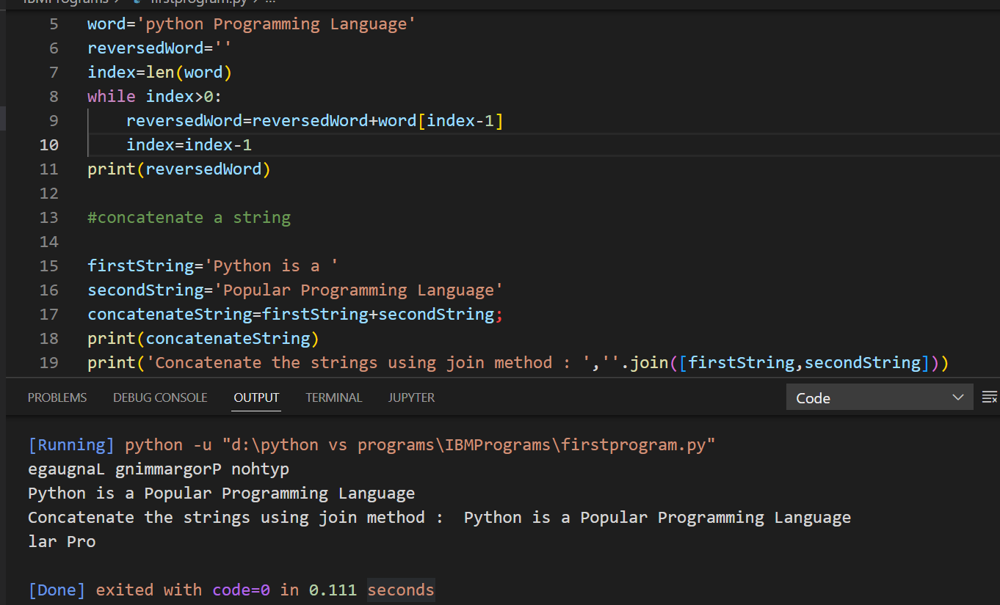 IBMPrograms > firstprogram.py > ...
5 word='python Programming Language'
6 reversedWord=''
7 index=len(word)
8 while index>0:
9     reversedWord=reversedWord+word[index-1]
10     index=index-1
11 print(reversedWord)
12
13 #concatenate a string
14
15 firstString='Python is a '
16 secondString='Popular Programming Language'
17 concatenateString=firstString+secondString;
18 print(concatenateString)
19 print('Concatenate the strings using join method : ',''.join([firstString,secondString]))
PROBLEMS DEBUG CONSOLE OUTPUT TERMINAL JUPYTER Code
[Running] python -u "d:\python vs programs\IBMPrograms\firstprogram.py"
egaugnaL gnimmargorP nohtyp
Python is a Popular Programming Language
Concatenate the strings using join method :  Python is a Popular Programming Language
lar Pro
[Done] exited with code=0 in 0.111 seconds